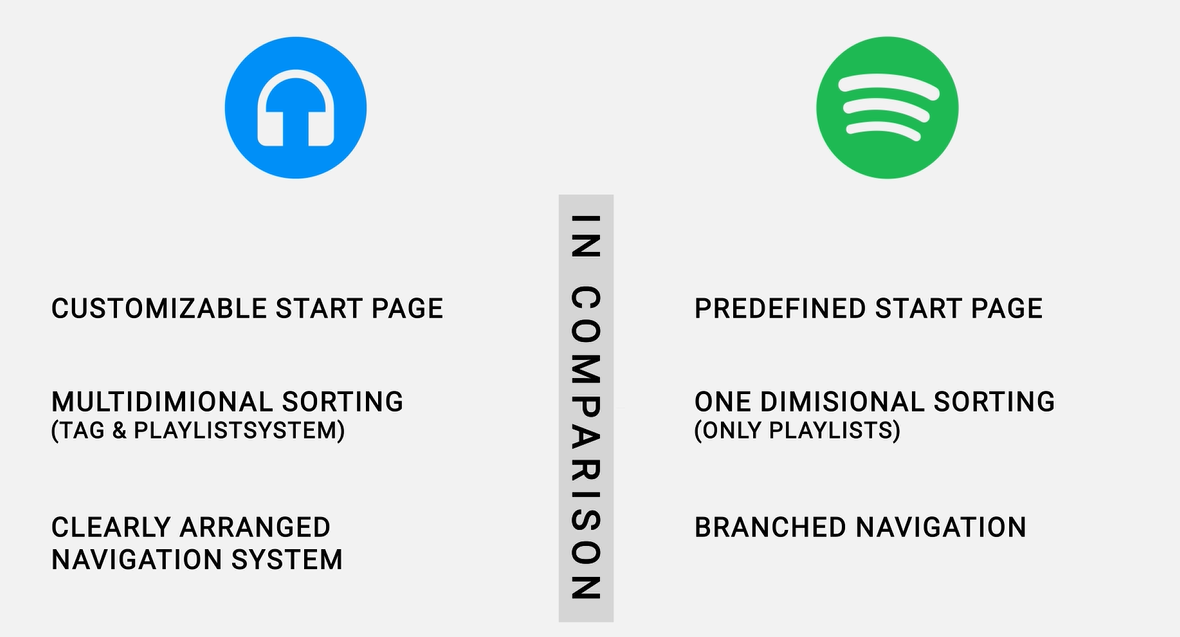 CUSTOMIZABLE START PAGE
MULTIDIMIONAL SORTING
(TAG & PLAYLISTSYSTEM)
CLEARLY ARRANGED
NAVIGATION SYSTEM
IN COMPARISON
PREDEFINED START PAGE
ONE DIMISIONAL SORTING
(ONLY PLAYLISTS)
BRANCHED NAVIGATION